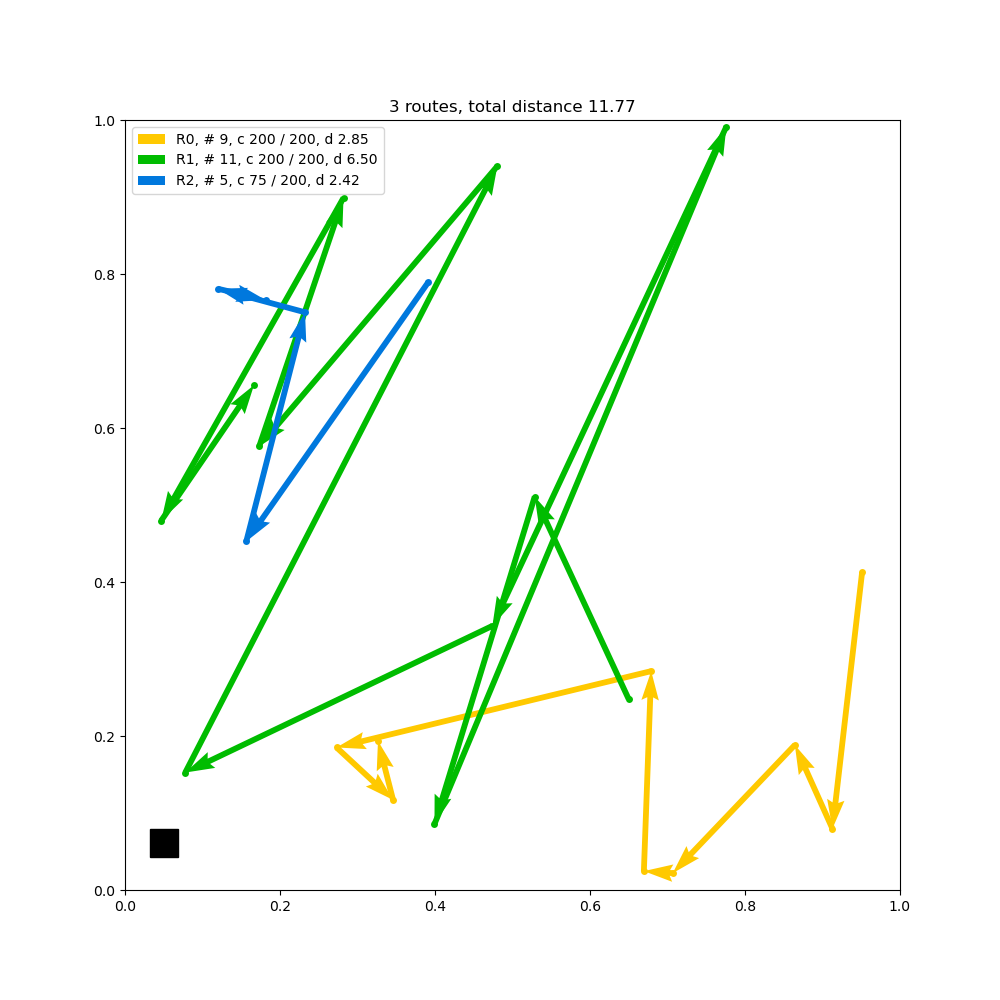 3 routes, total distance 11.77
R0, # 9, c 200 / 200, d 2.85
R1, # 11, c 200 / 200, d 6.50
R2, # 5, c 75 / 200, d 2.42
1.0
0.8
0.6
0.4
0.2
0.0
0.0 0.2 0.4 0.6 0.8 1.0